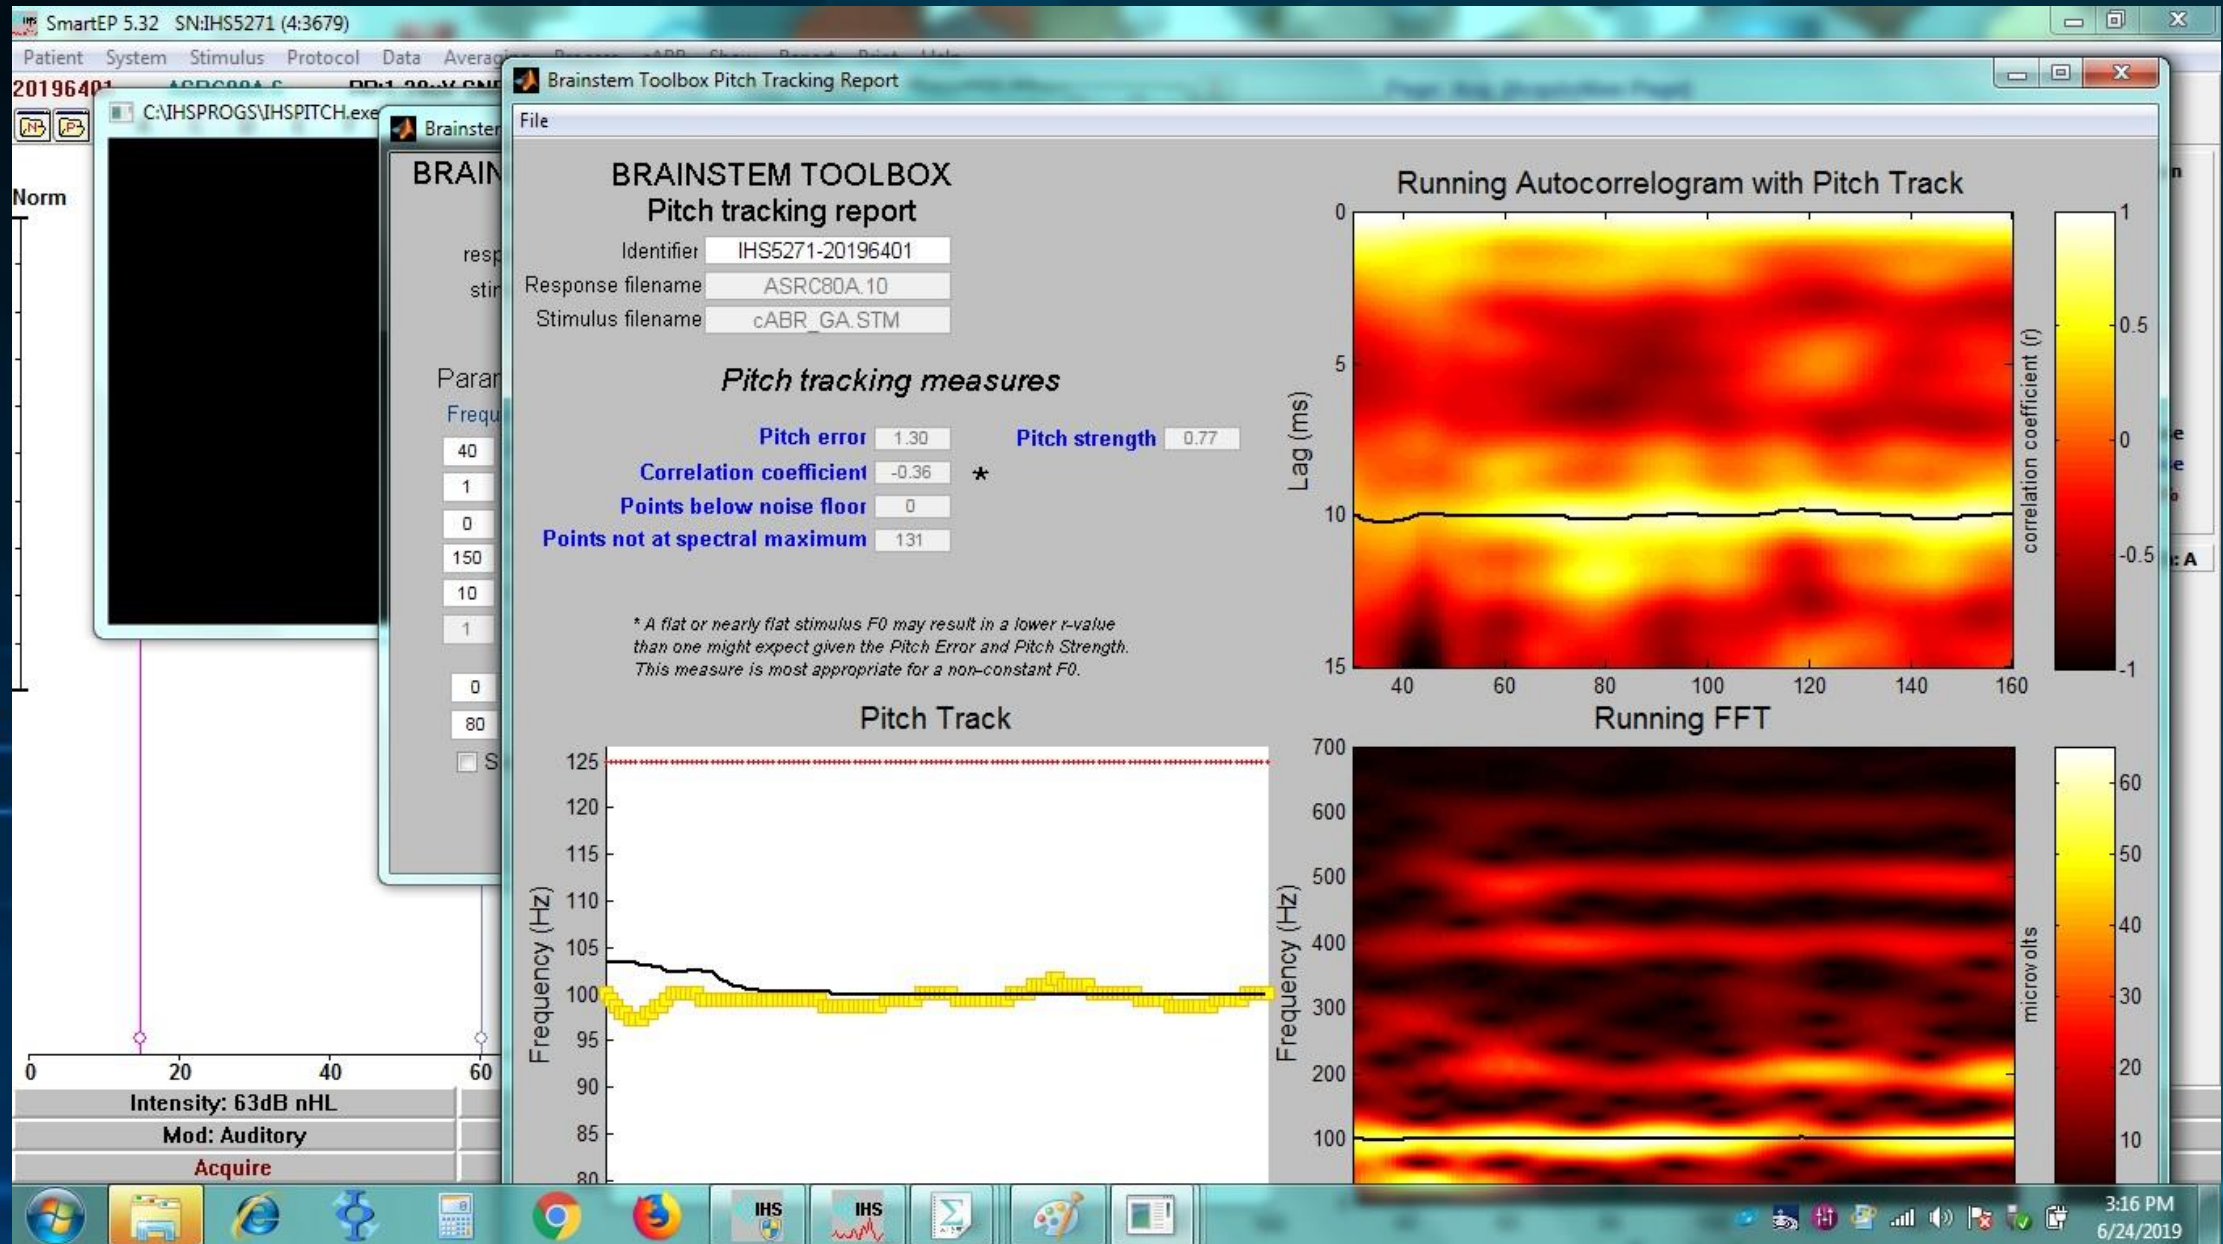 SmartEP 5.32 SN:IHS5271 (4:3679)
Patient System Stimulus Protocol Data
20196401
C:\IHSPROGS\IHSPITCH.exe
Norm
0 20 40 60
Intensity: 63dB nHL
Mod: Auditory
Acquire
BRAIN
resp
Param
Frequ
40
1
0
150
10
1
0
80
S
Brainstem Toolbox Pitch Tracking Report
File
BRAINSTEM TOOLBOX
Pitch tracking report
Identifier IHS5271-20196401
Response filename ASRC80A.10
Stimulus filename cABR_GA.STM
Pitch tracking measures
Pitch error 1.30 Pitch strength 0.77
Correlation coefficient -0.36 *
Points below noise floor 0
Points not at spectral maximum 131
* A flat or nearly flat stimulus F0 may result in a lower r-value
than one might expect given the Pitch Error and Pitch Strength.
This measure is most appropriate for a non-constant F0.
Pitch Track
Frequency (Hz)
125
120
115
110
105
100
95
90
85
80
Running Autocorrelogram with Pitch Track
Lag (ms)
0
5
10
15
40 60 80 100 120 140 160
correlation coefficient (r)
1
0.5
0
-0.5
-1
Running FFT
Frequency (Hz)
700
600
500
400
300
200
100
microvolts
60
50
40
30
20
10
: A
IHS
IHS
3:16 PM
6/24/2019